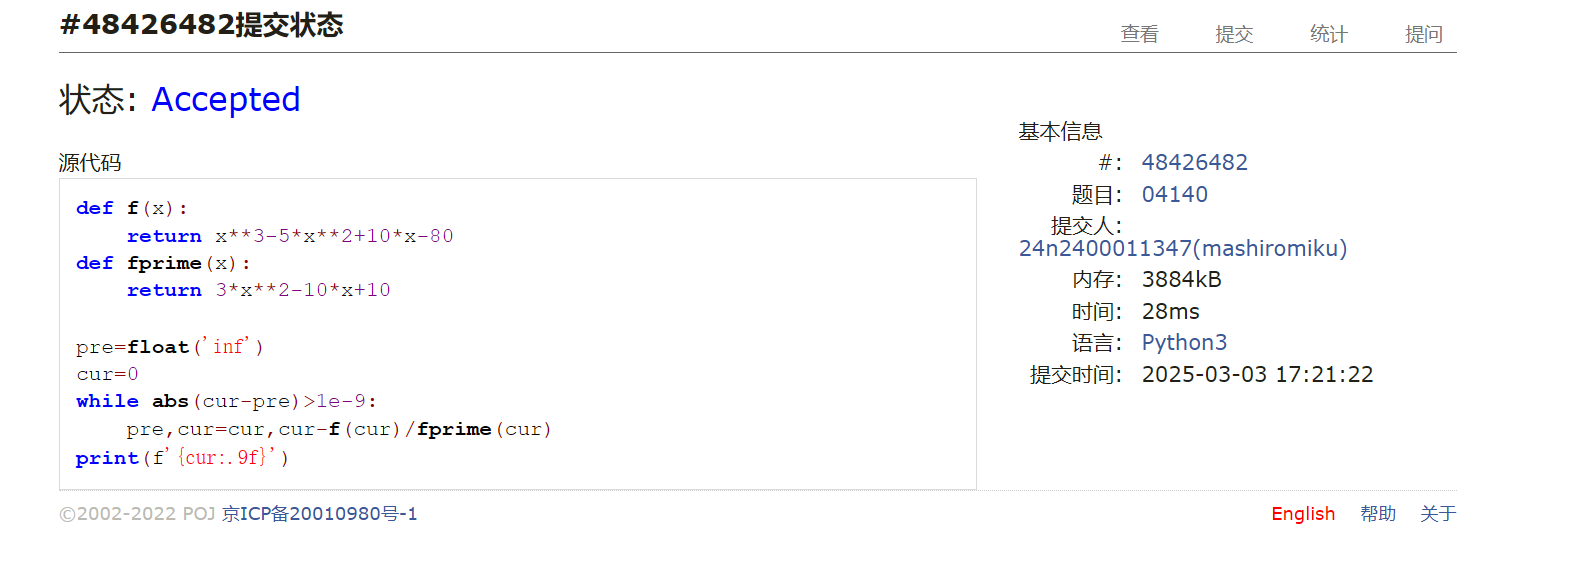 #48426482提交状态
查看 提交 统计 提问
状态: Accepted
源代码
def f(x):
    return x**3-5*x**2+10*x-80
def fprime(x):
    return 3*x**2-10*x+10

pre=float('inf')
cur=0
while abs(cur-pre)>1e-9:
    pre,cur=cur,cur-f(cur)/fprime(cur)
print(f'{cur:.9f}')
基本信息
#: 48426482
题目: 04140
提交人:
24n2400011347(mashiromiku)
内存: 3884kB
时间: 28ms
语言: Python3
提交时间: 2025-03-03 17:21:22
©2002-2022 POJ 京ICP备20010980号-1
English 帮助 关于